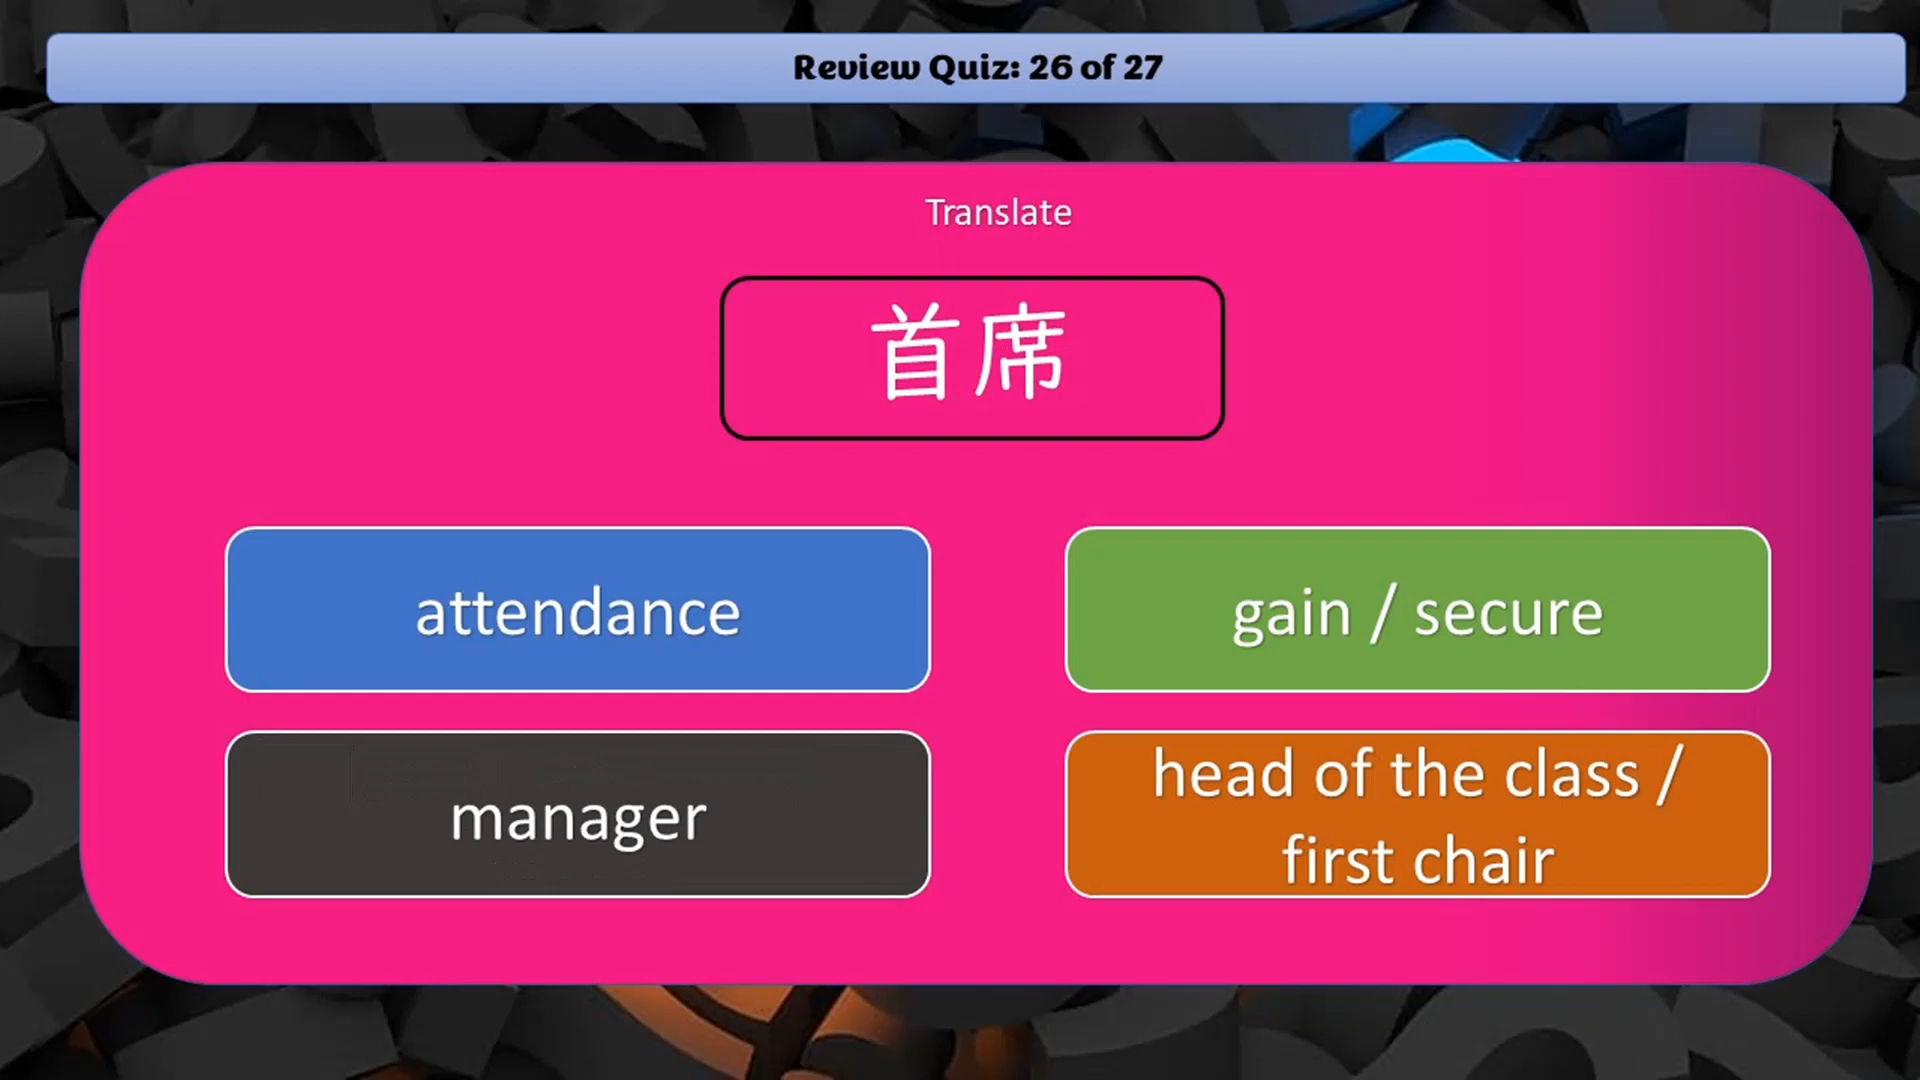 Review Quiz: 26 of 27
Translate
首席
attendance
gain / secure
manager
head of the class /
first chair